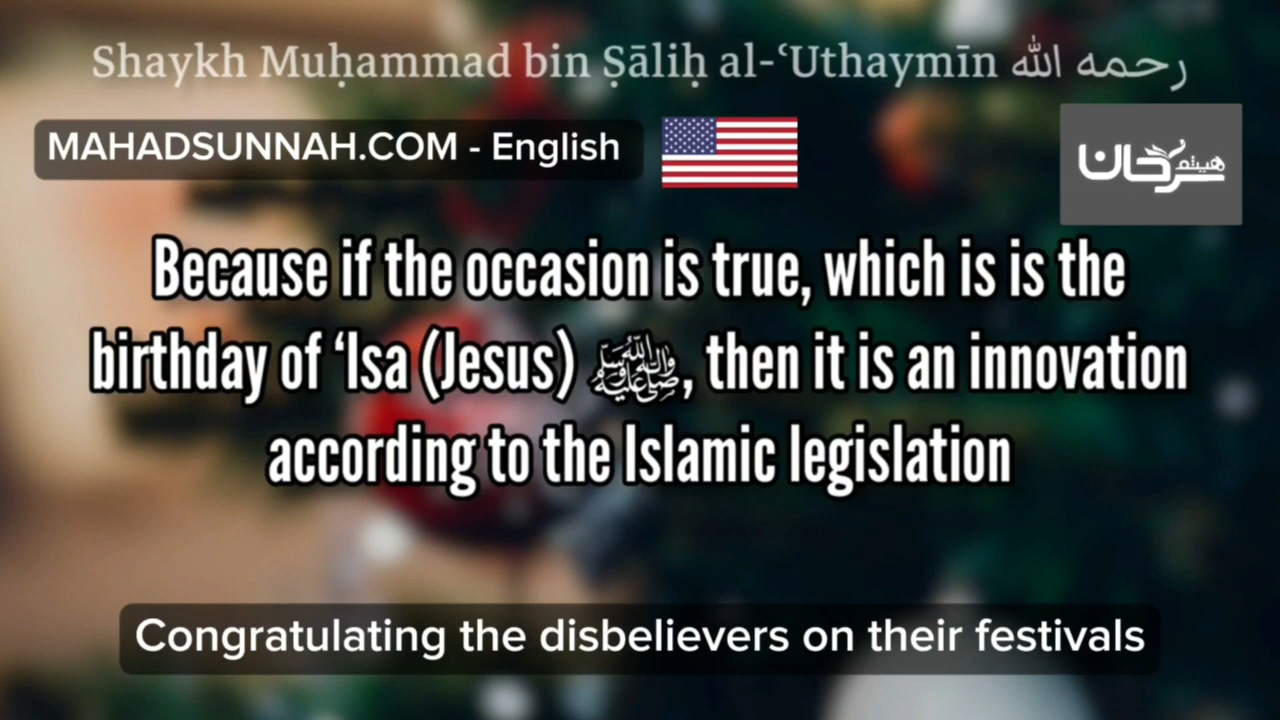 Shaykh Muḥammad bin Ṣāliḥ al-ʿUthaymīn رحمه الله
MAHADSUNNAH.COM - English
هيثم
سرحان
Because if the occasion is true, which is is the
birthday of ‘Isa (Jesus) ﷺ, then it is an innovation
according to the Islamic legislation
Congratulating the disbelievers on their festivals